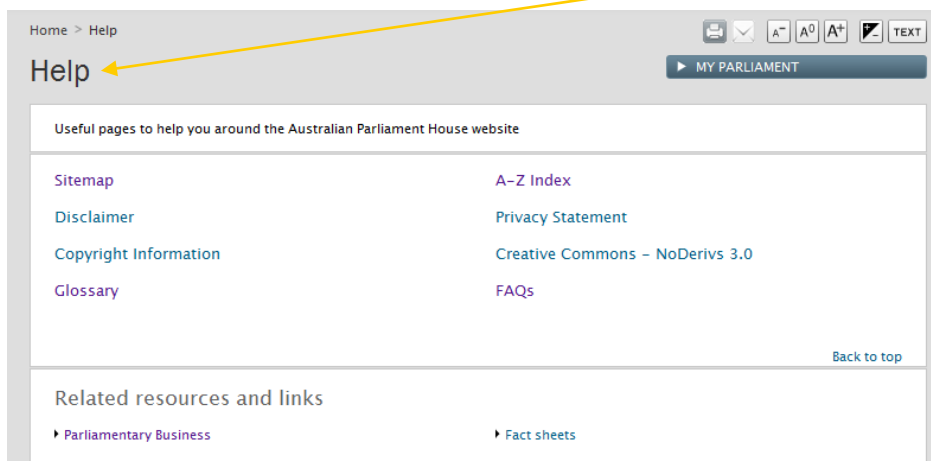 Home > Help
A- A0 A+ TEXT
Help
MY PARLIAMENT
Useful pages to help you around the Australian Parliament House website
Sitemap A-Z Index
Disclaimer Privacy Statement
Copyright Information Creative Commons - NoDerivs 3.0
Glossary FAQs
Back to top
Related resources and links
Parliamentary Business Fact sheets